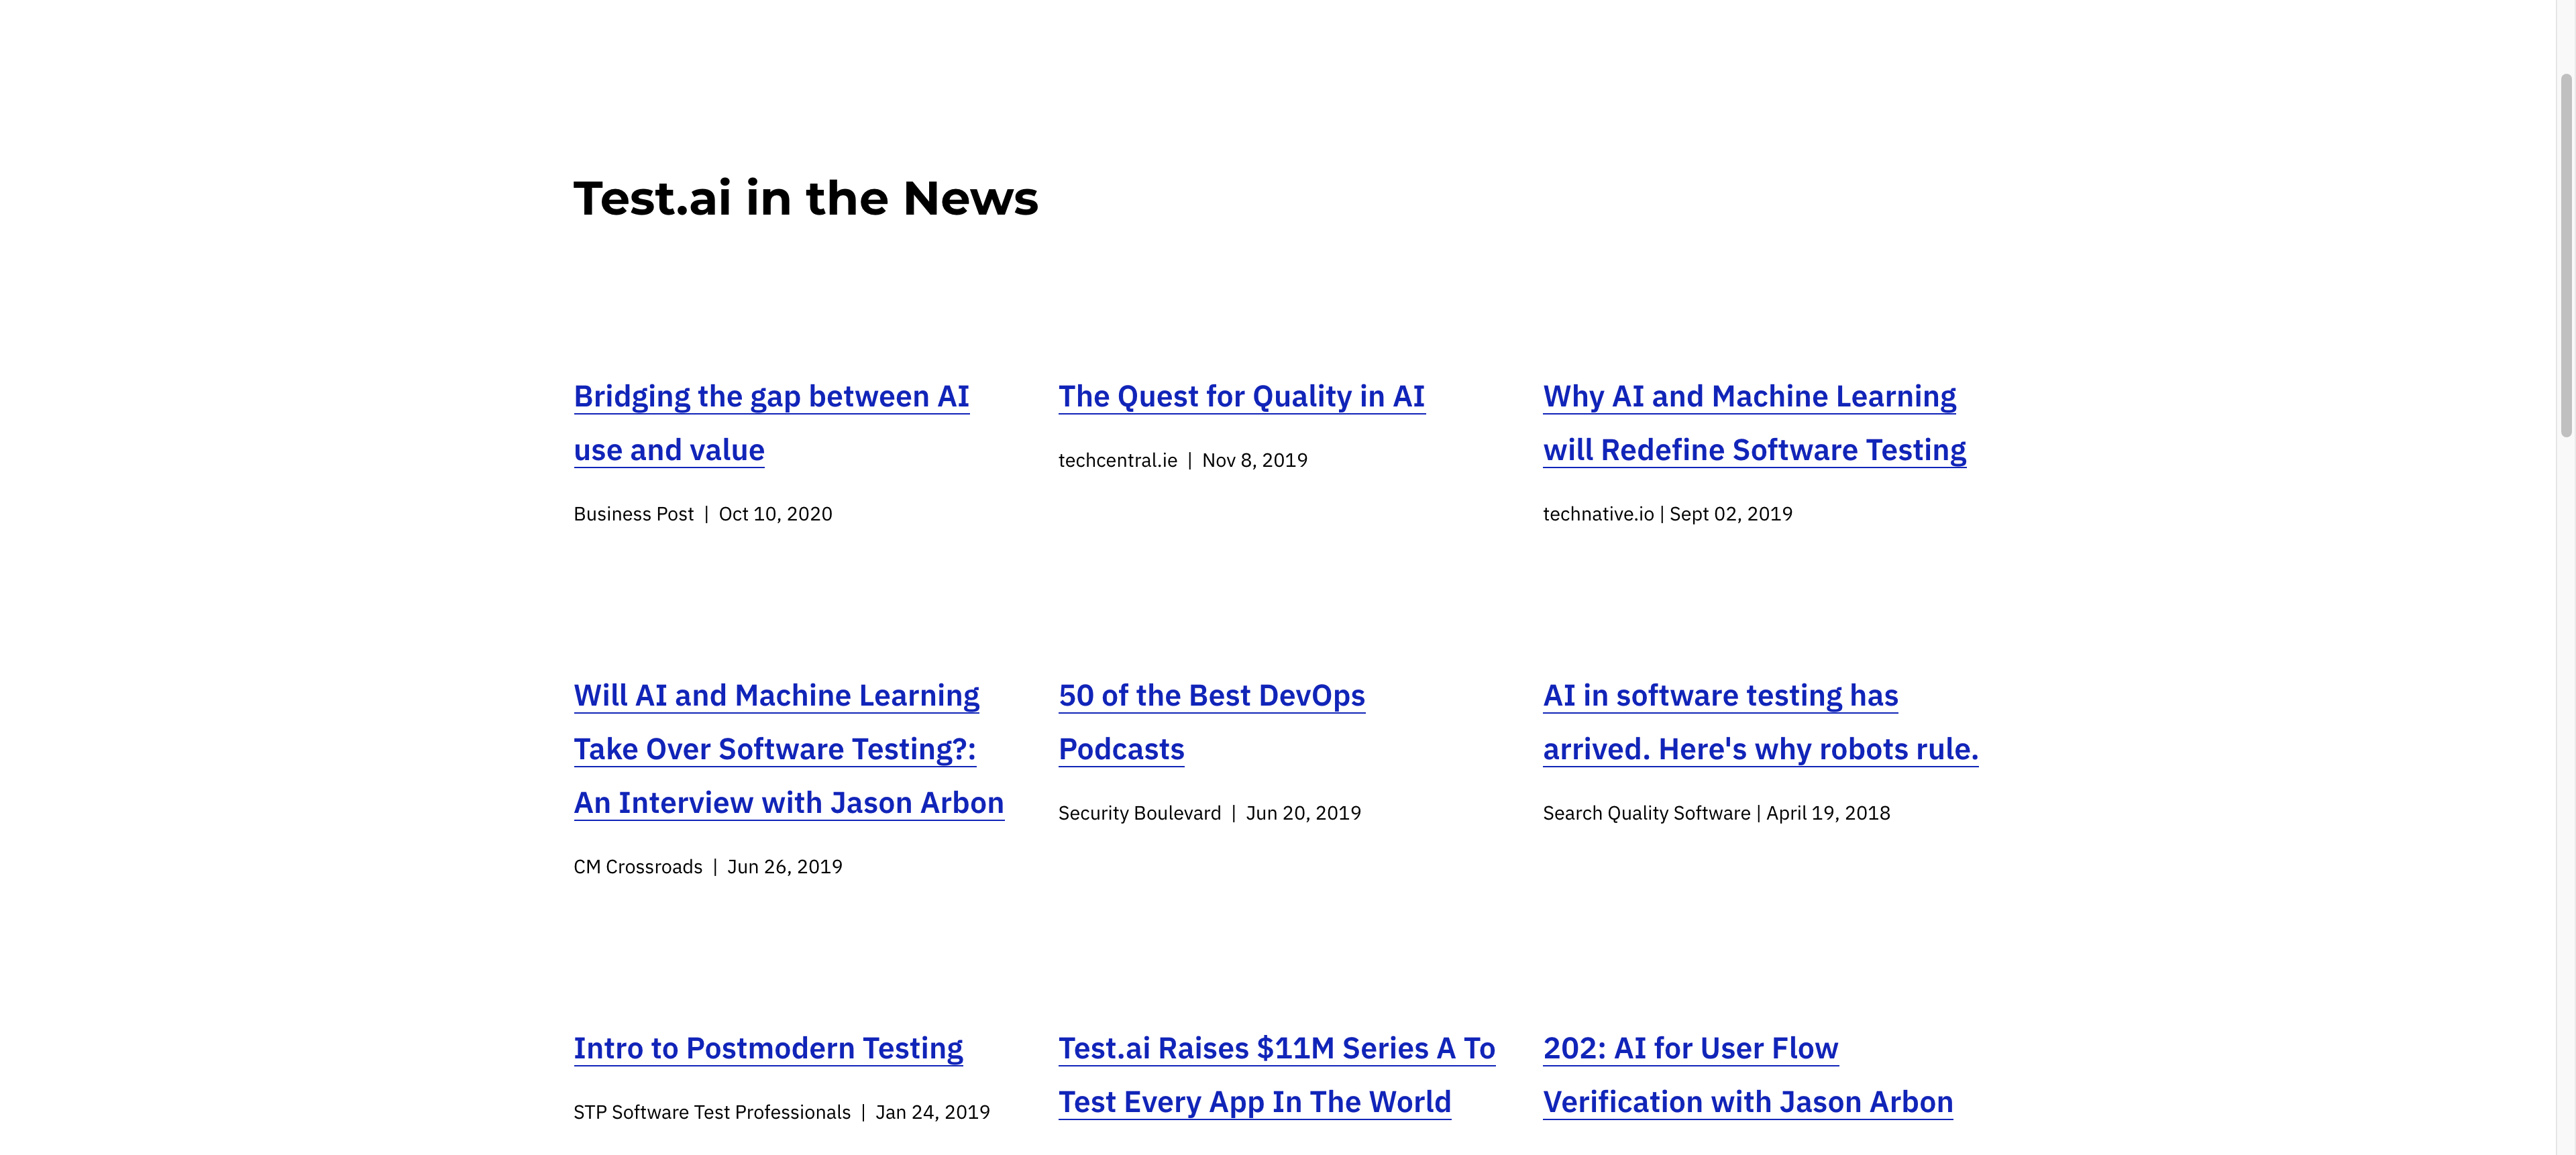 Test.ai in the News
Bridging the gap between AI
use and value
Business Post | Oct 10, 2020
The Quest for Quality in AI
techcentral.ie | Nov 8, 2019
Why AI and Machine Learning
will Redefine Software Testing
technative.io | Sept 02, 2019
Will AI and Machine Learning
Take Over Software Testing?:
An Interview with Jason Arbon
CM Crossroads | Jun 26, 2019
50 of the Best DevOps
Podcasts
Security Boulevard | Jun 20, 2019
AI in software testing has
arrived. Here's why robots rule.
Search Quality Software | April 19, 2018
Intro to Postmodern Testing
STP Software Test Professionals | Jan 24, 2019
Test.ai Raises $11M Series A To
Test Every App In The World
202: AI for User Flow
Verification with Jason Arbon